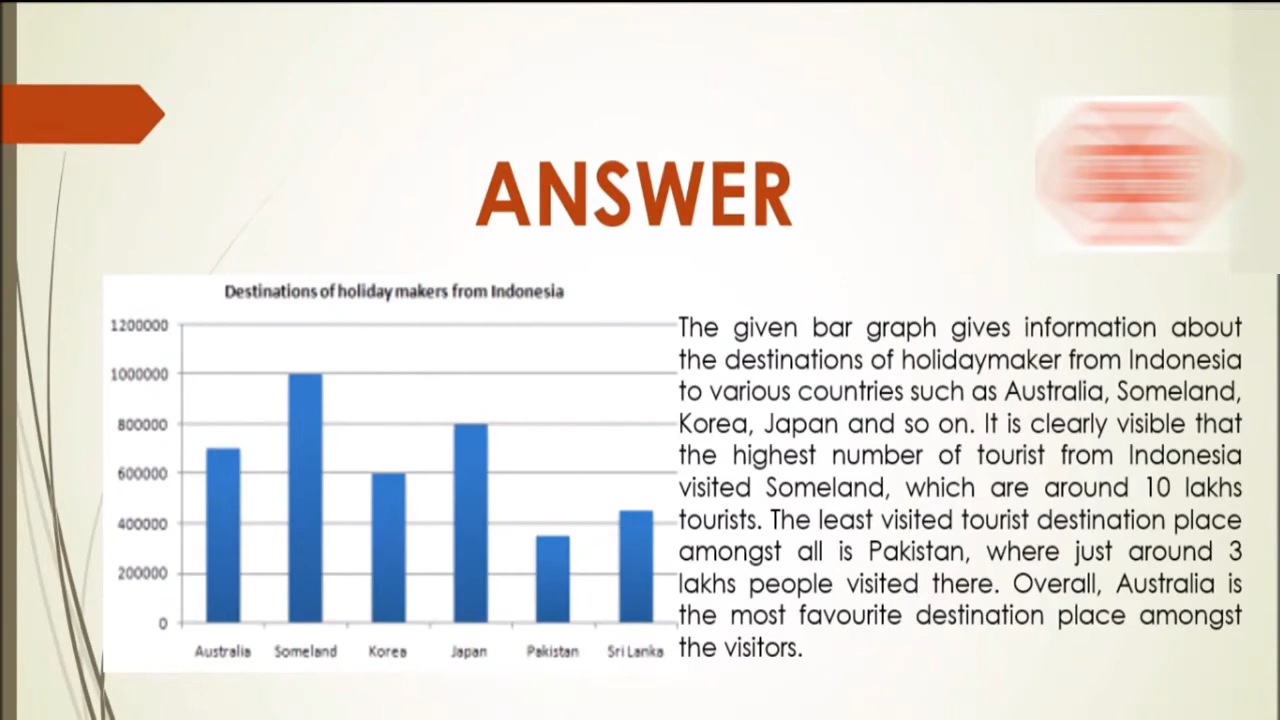 ANSWER
Destinations of holiday makers from Indonesia
1200000
1000000
800000
600000
400000
200000
0
Australia Someland Korea Japan Pakistan Sri Lanka
The given bar graph gives information about
the destinations of holidaymaker from Indonesia
to various countries such as Australia, Someland,
Korea, Japan and so on. It is clearly visible that
the highest number of tourist from Indonesia
visited Someland, which are around 10 lakhs
tourists. The least visited tourist destination place
amongst all is Pakistan, where just around 3
lakhs people visited there. Overall, Australia is
the most favourite destination place amongst
the visitors.